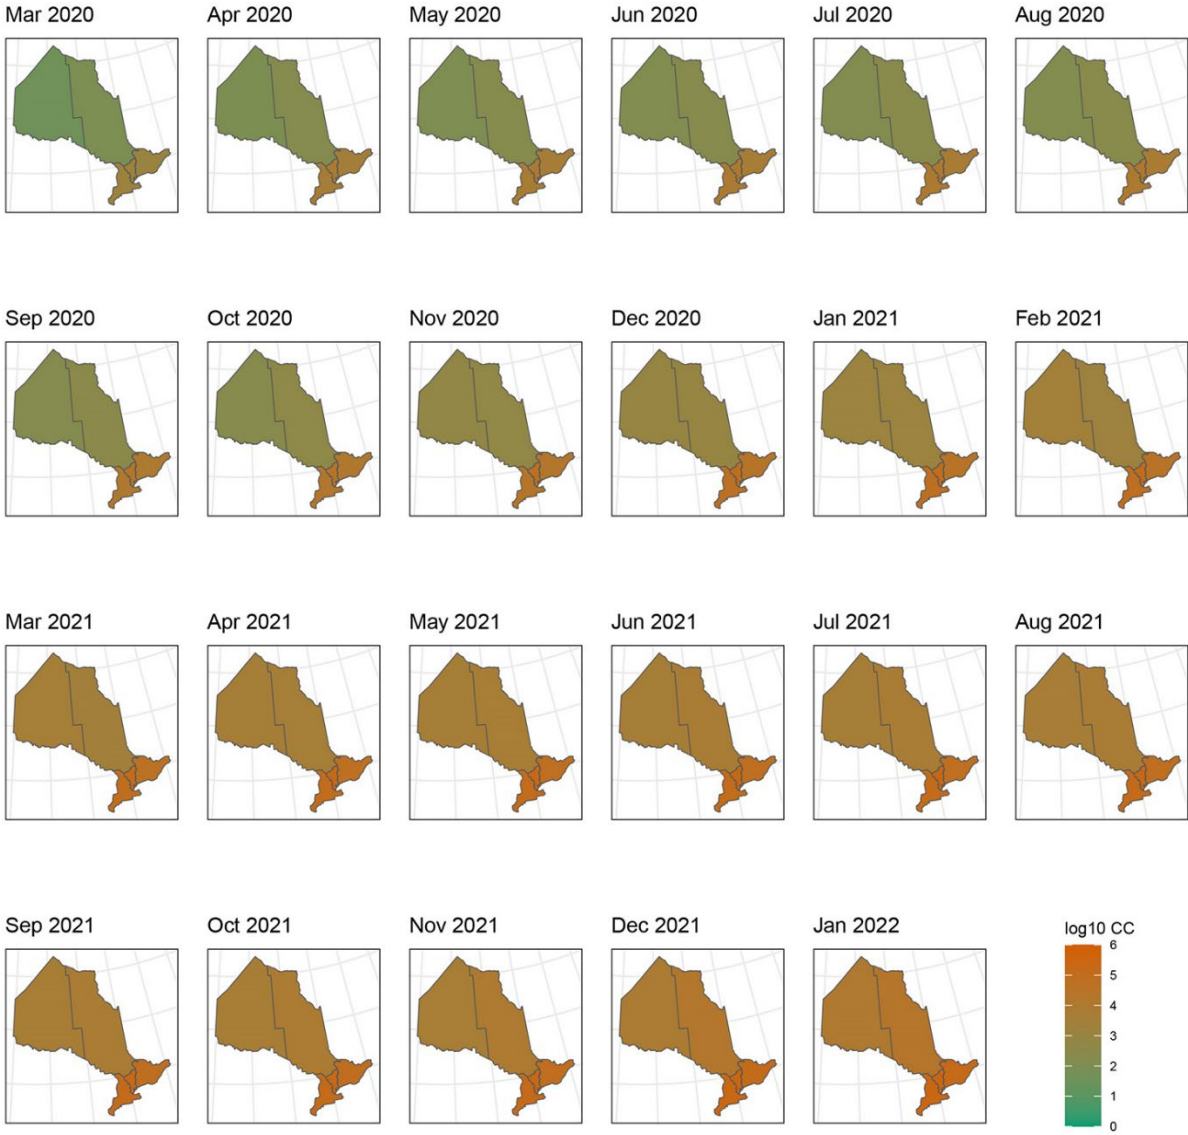 Mar 2020
Apr 2020
May 2020
Jun 2020
Jul 2020
Aug 2020
Sep 2020
Oct 2020
Nov 2020
Dec 2020
Jan 2021
Feb 2021
Mar 2021
Apr 2021
May 2021
Jun 2021
Jul 2021
Aug 2021
Sep 2021
Oct 2021
Nov 2021
Dec 2021
Jan 2022
log10 CC
6
5
4
3
2
1
0